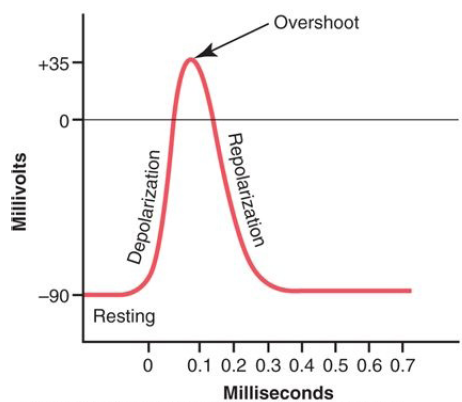 Overshoot
+35
0
−90
Millivolts
Depolarization
Repolarization
Resting
0 0.1 0.2 0.3 0.4 0.5 0.6 0.7
Milliseconds